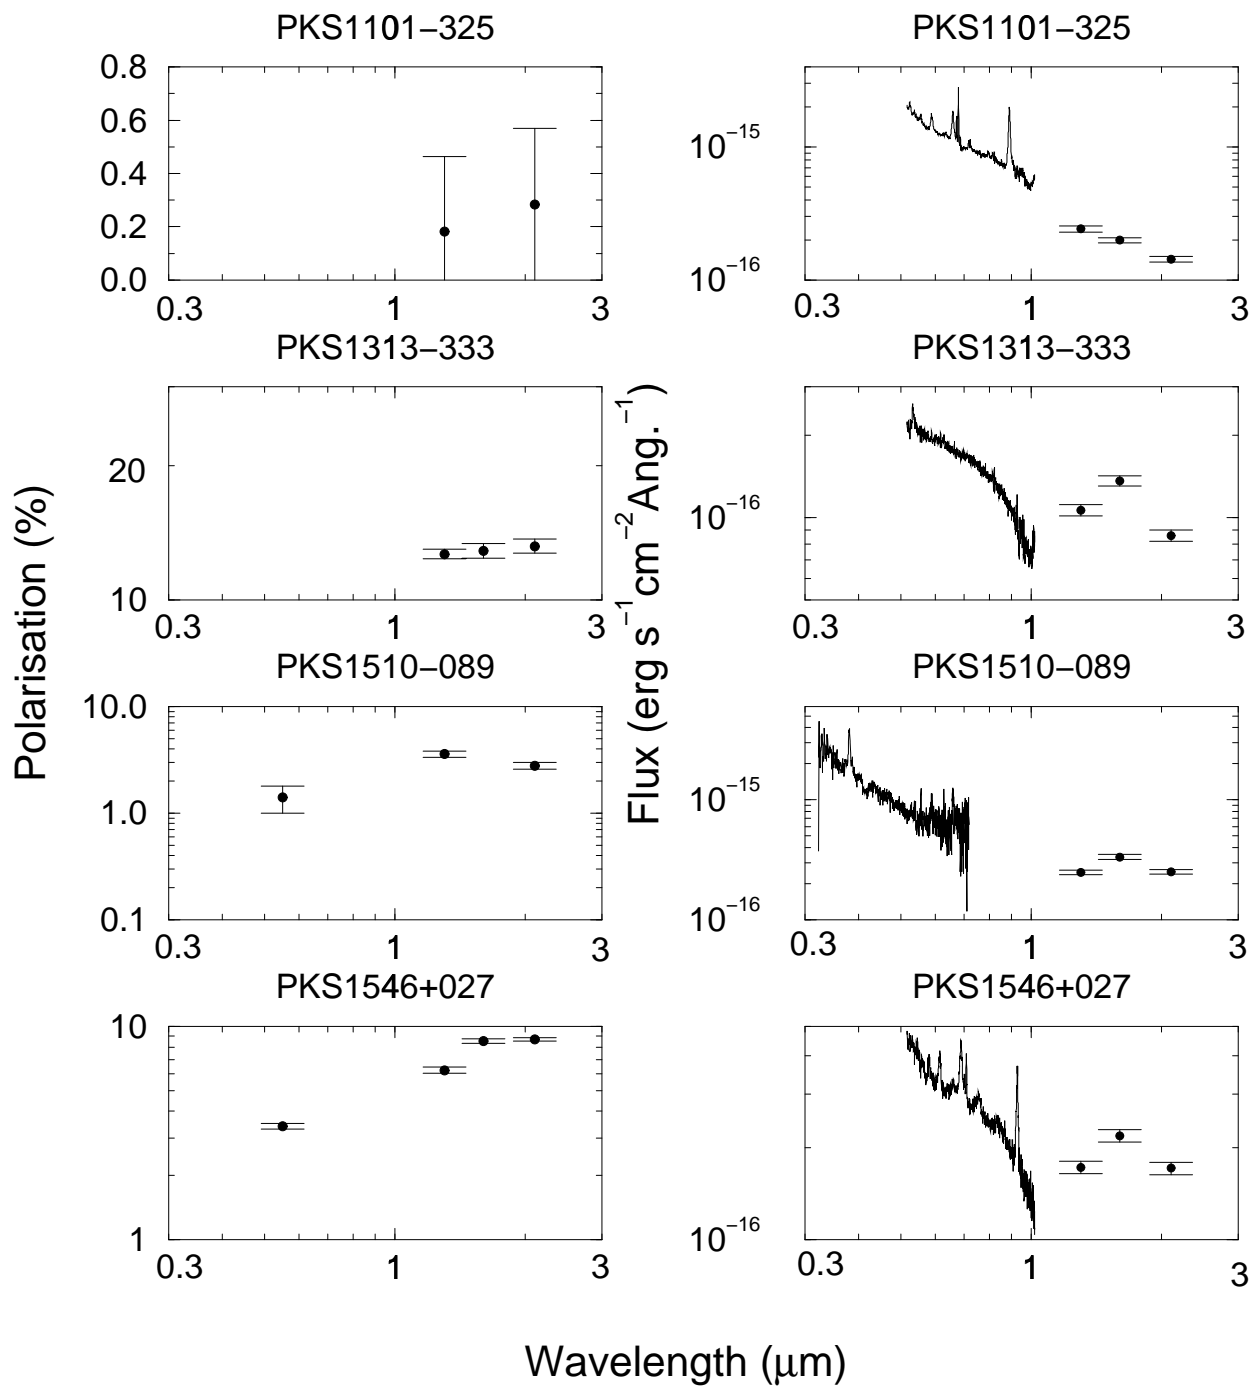 PKS1101−325
PKS1101−325
0.8
0.6
0.4
0.2
0.0
0.3 1 3
10⁻¹⁵
10⁻¹⁶
0.3 1 3
PKS1313−333
PKS1313−333
20
10
0.3 1 3
10⁻¹⁶
0.3 1 3
Polarisation (%)
Flux (erg s⁻¹cm⁻²Ang.⁻¹)
PKS1510−089
PKS1510−089
10.0
1.0
0.1
0.3 1 3
10⁻¹⁵
10⁻¹⁶
0.3 1 3
PKS1546+027
PKS1546+027
10
1
0.3 1 3
10⁻¹⁶
0.3 1 3
Wavelength (μm)